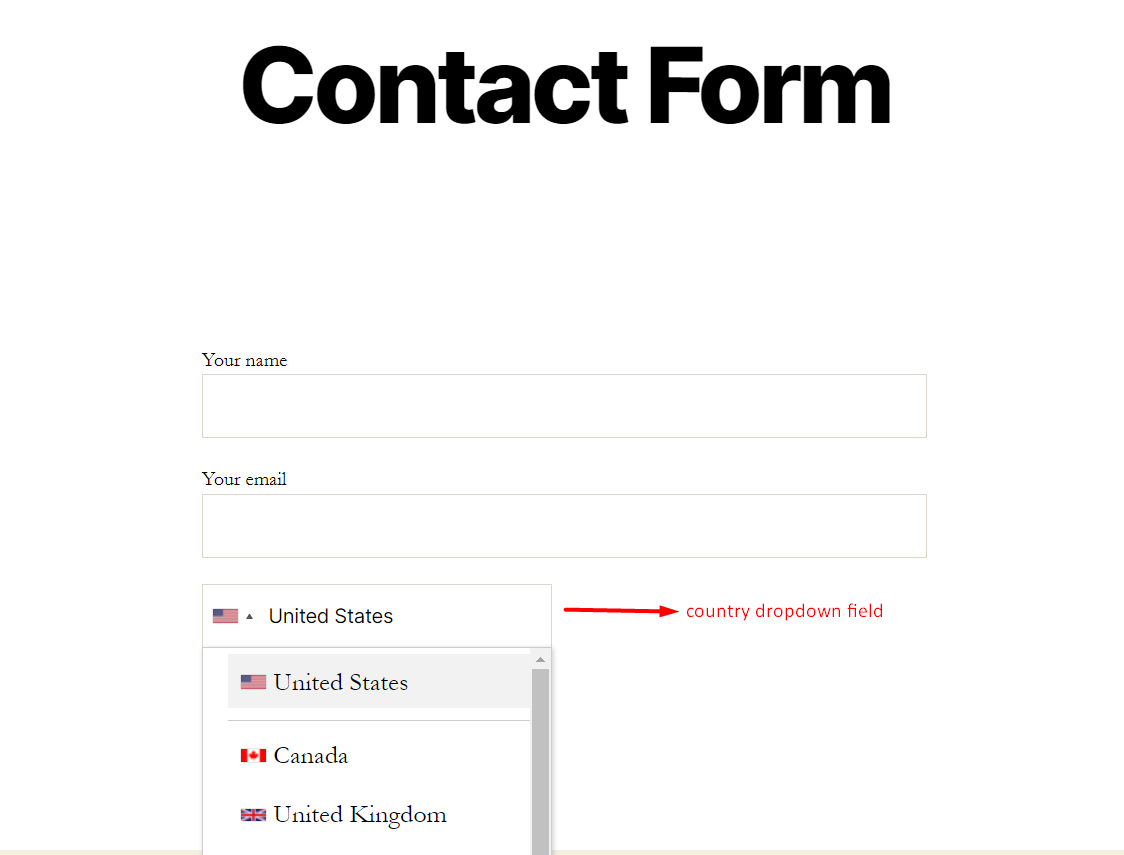 Contact Form
Your name
Your email
United States
country dropdown field
United States
Canada
United Kingdom